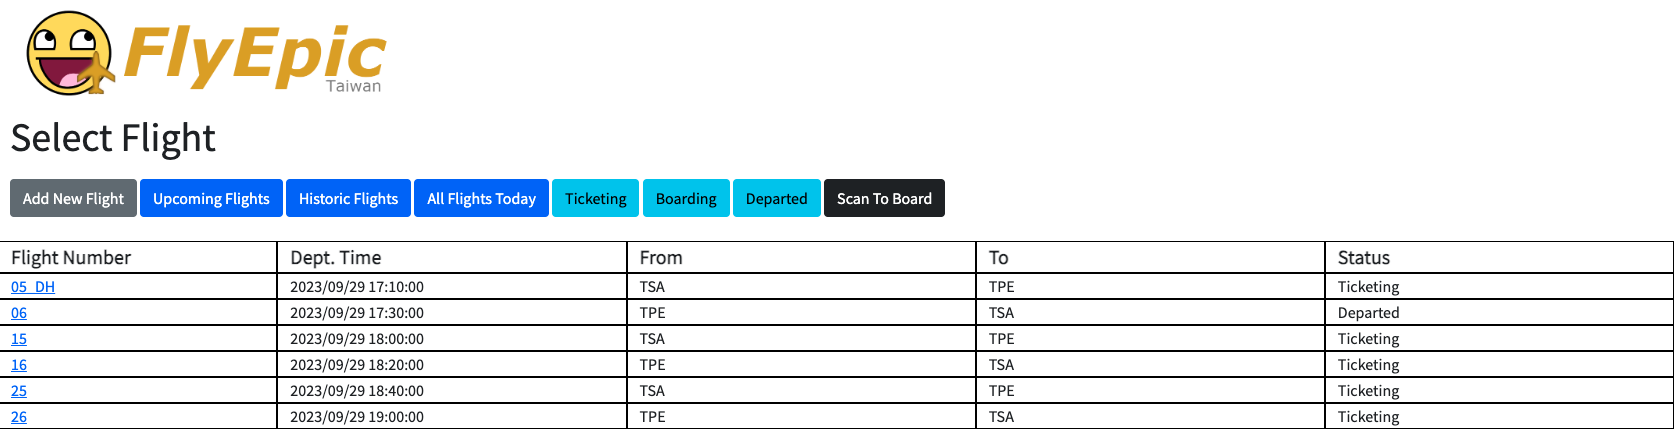 FlyEpic
Taiwan
Select Flight
Add New Flight Upcoming Flights Historic Flights All Flights Today Ticketing Boarding Departed Scan To Board
Flight Number Dept. Time From To Status
05_DH 2023/09/29 17:10:00 TSA TPE Ticketing
06 2023/09/29 17:30:00 TPE TSA Departed
15 2023/09/29 18:00:00 TSA TPE Ticketing
16 2023/09/29 18:20:00 TPE TSA Ticketing
25 2023/09/29 18:40:00 TSA TPE Ticketing
26 2023/09/29 19:00:00 TPE TSA Ticketing